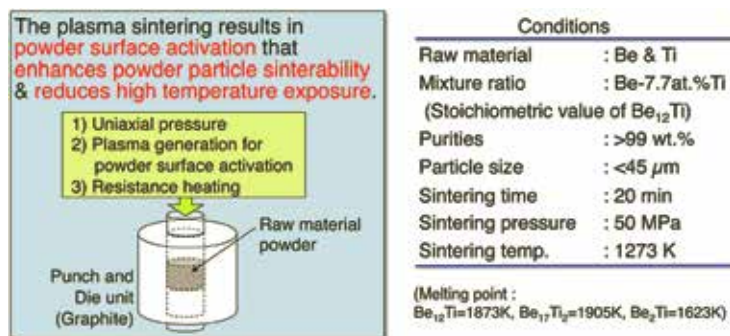 The plasma sintering results in
powder surface activation that
enhances powder particle sinterability
& reduces high temperature exposure.
1) Uniaxial pressure
2) Plasma generation for
powder surface activation
3) Resistance heating
Raw material
powder
Punch and
Die unit
(Graphite)
Conditions
Raw material : Be & Ti
Mixture ratio : Be-7.7at.%Ti
(Stoichiometric value of Be₁₂Ti)
Purities : >99 wt.%
Particle size : <45 μm
Sintering time : 20 min
Sintering pressure : 50 MPa
Sintering temp. : 1273 K
(Melting point :
Be₁₂Ti=1873K, Be₁₇Ti₂=1905K, Be₂Ti=1623K)